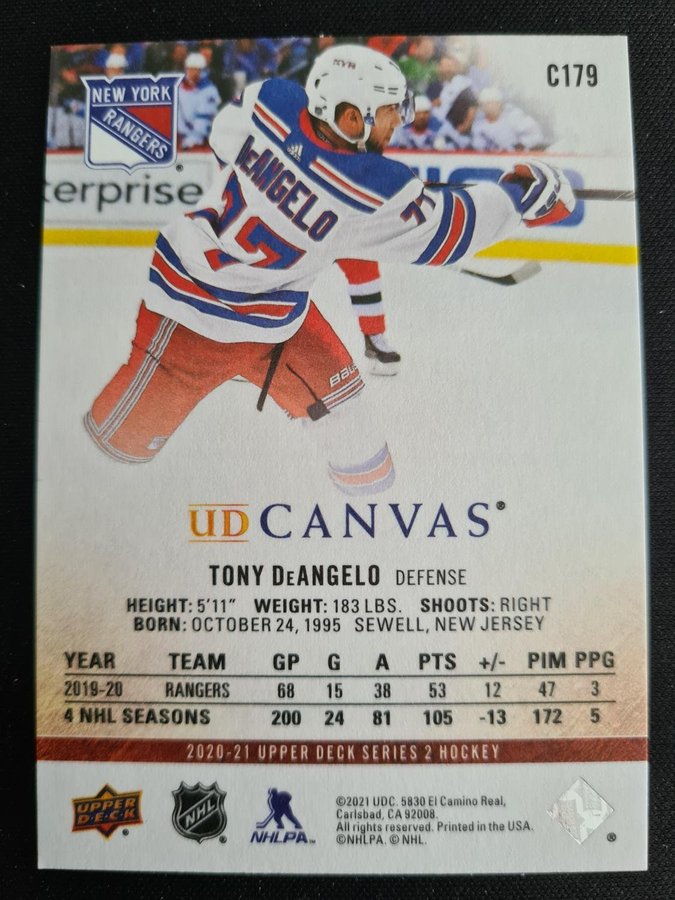 C179
NEW YORK
RANGERS
®
NYR
DeANGELO
77
77
terprise
UD CANVAS®
TONY DeANGELO DEFENSE
HEIGHT: 5'11" WEIGHT: 183 LBS. SHOOTS: RIGHT
BORN: OCTOBER 24, 1995 SEWELL, NEW JERSEY
YEAR TEAM GP G A PTS +/- PIM PPG
2019-20 RANGERS 68 15 38 53 12 47 3
4 NHL SEASONS 200 24 81 105 -13 172 5
2020-21 UPPER DECK SERIES 2 HOCKEY
UPPER DECK®
NHL®
NHLPA™
©2021 UDC. 5830 El Camino Real,
Carlsbad, CA 92008.
All rights reserved. Printed in the USA.
©NHLPA. © NHL.
®